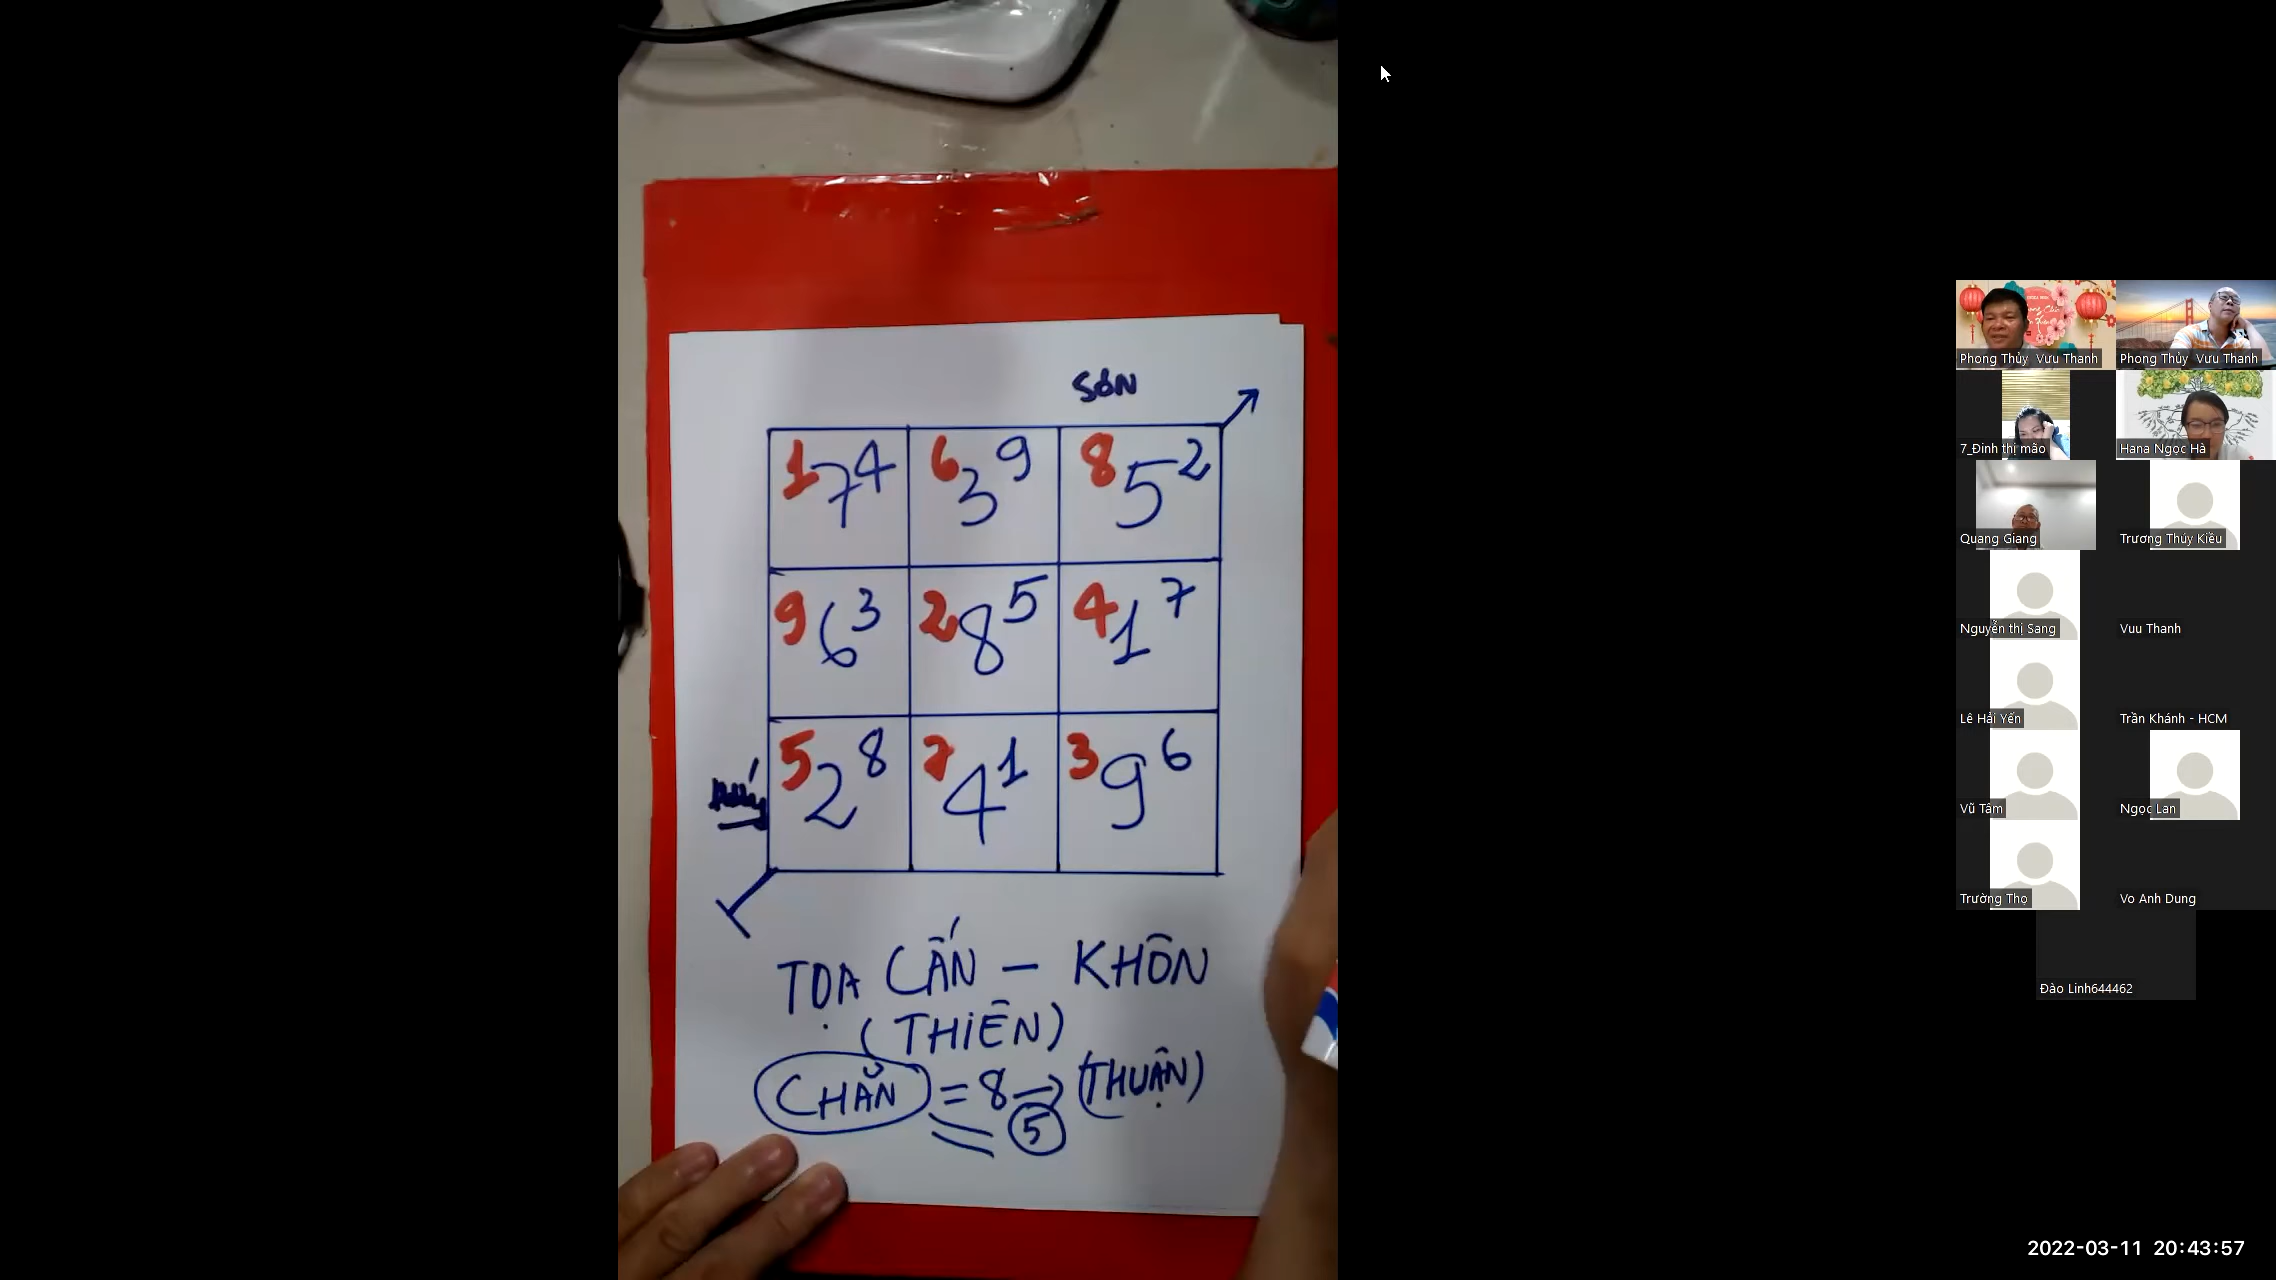 SƠN
1 7 4 6 3 9 8 5 2
9 6 3 2 8 5 4 1 7
5 2 8 7 4 1 3 9 6
TỌA CẤN - KHÔN
(THIÊN)
CHẴN = 8 → (THUẬN)
5
Phong Thủy Vưu Thanh
Phong Thủy Vưu Thanh
7_Đinh thị mão
Hana Ngọc Hà
Quang Giang
Trương Thúy Kiều
Nguyễn thị Sang
Vuu Thanh
Lê Hải Yến
Trần Khánh - HCM
Vũ Tâm
Ngọc Lan
Trường Thọ
Vo Anh Dung
Đào Linh644462
2022-03-11 20:43:57